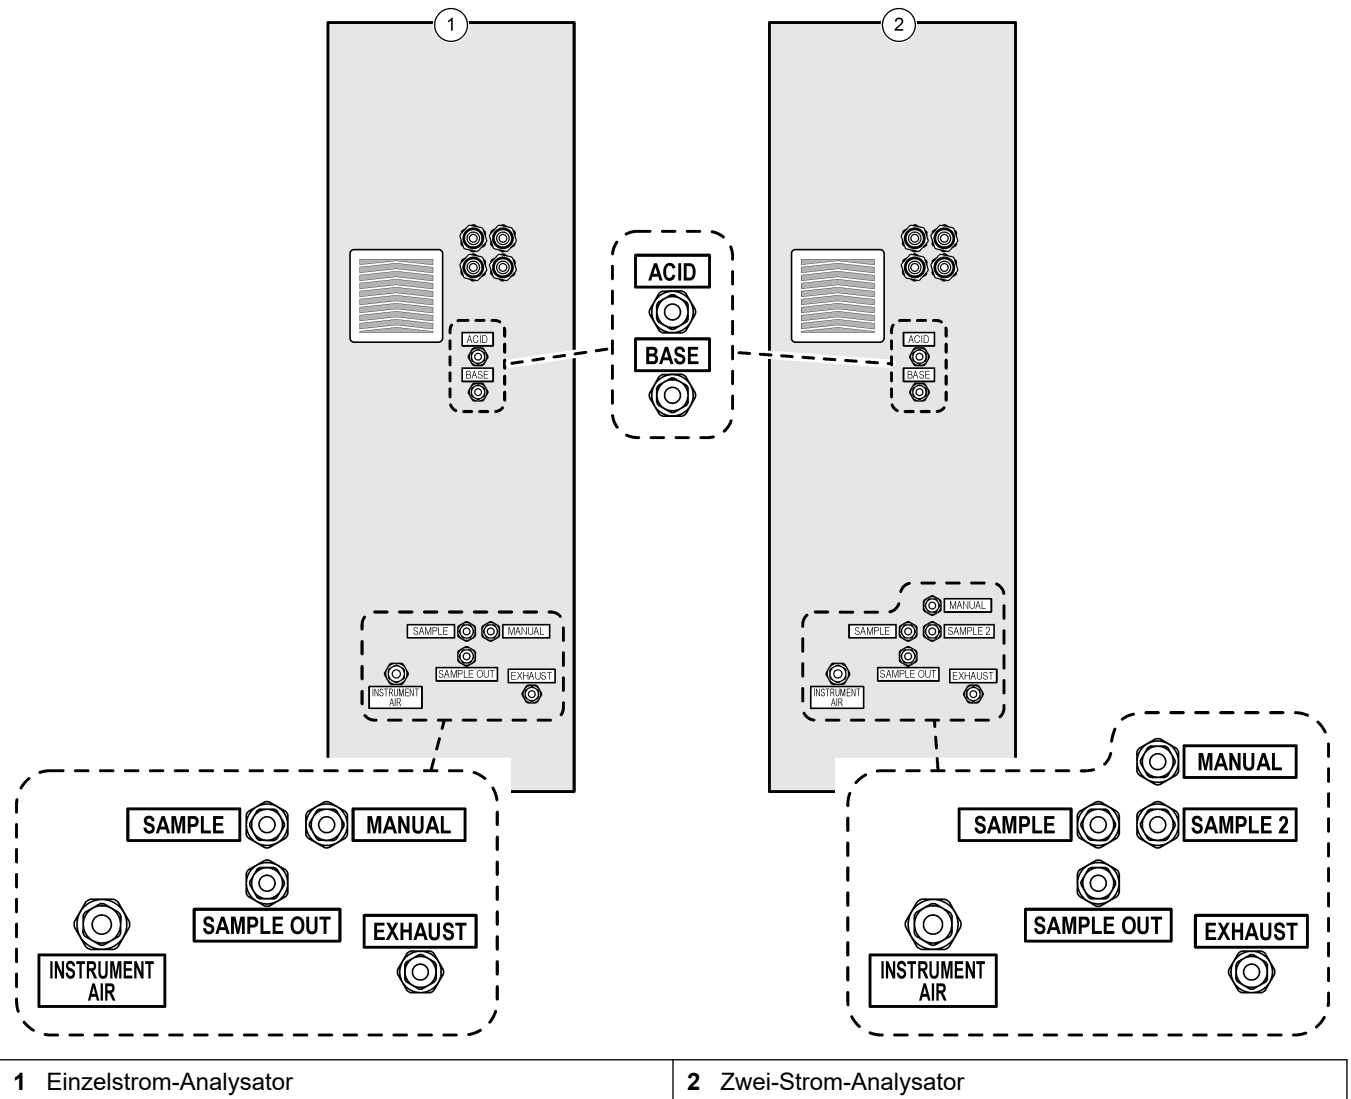 1
2
ACID
BASE
ACID
BASE
ACID
BASE
SAMPLE
MANUAL
SAMPLE OUT
EXHAUST
INSTRUMENT
AIR
MANUAL
SAMPLE
SAMPLE 2
SAMPLE OUT
EXHAUST
INSTRUMENT
AIR
SAMPLE
MANUAL
SAMPLE OUT
EXHAUST
INSTRUMENT
AIR
MANUAL
SAMPLE
SAMPLE 2
SAMPLE OUT
EXHAUST
INSTRUMENT
AIR
1 Einzelstrom-Analysator
2 Zwei-Strom-Analysator